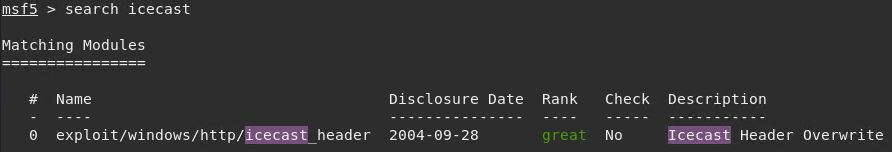 msf5 > search icecast
Matching Modules
================
#  Name                                 Disclosure Date  Rank   Check  Description
-  ----                                 ---------------  ----   -----  -----------
0  exploit/windows/http/icecast_header  2004-09-28       great  No     Icecast Header Overwrite